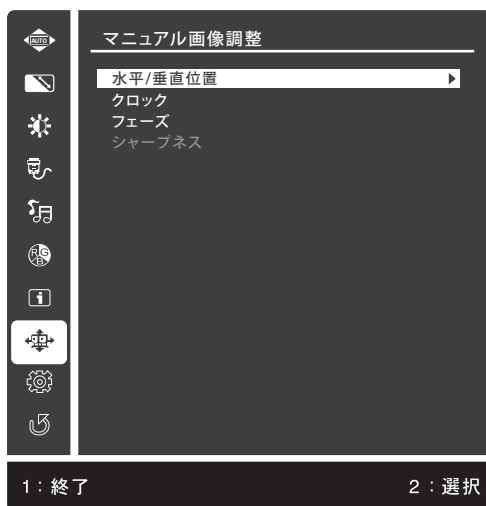 AUTO
マニュアル画像調整
水平/垂直位置
クロック
フェーズ
シャープネス
R G B
1：終了
2：選択